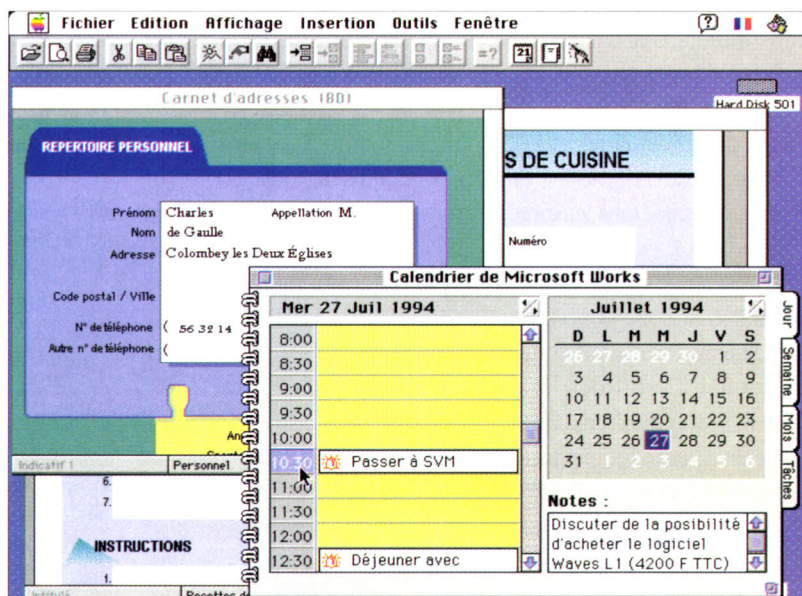 Fichier Edition Affichage Insertion Outils Fenêtre
Hard Disk 501
Carnet d'adresses (BD)
REPERTOIRE PERSONNEL
Prénom Charles Appellation M.
Nom de Gaulle
Adresse Colombey les Deux Églises
Code postal / Ville
N° de téléphone ( 56 32 14
Autre n° de téléphone (
Indicatif 1 Personnel
S DE CUISINE
Numéro
6.
7.
INSTRUCTIONS
1.
Intitulé Recettes de
Calendrier de Microsoft Works
Mer 27 Juil 1994
8:00
8:30
9:00
9:30
10:00
10:30 Passer à SVM
11:00
11:30
12:00
12:30 Déjeuner avec
Juillet 1994
D L M M J V S
26 27 28 29 30 1 2
3 4 5 6 7 8 9
10 11 12 13 14 15 16
17 18 19 20 21 22 23
24 25 26 27 28 29 30
31 1 2 3 4 5 6
Notes :
Discuter de la posibilité
d'acheter le logiciel
Waves L1 (4200 F TTC)
Jour
Semaine
Mois
Tâches